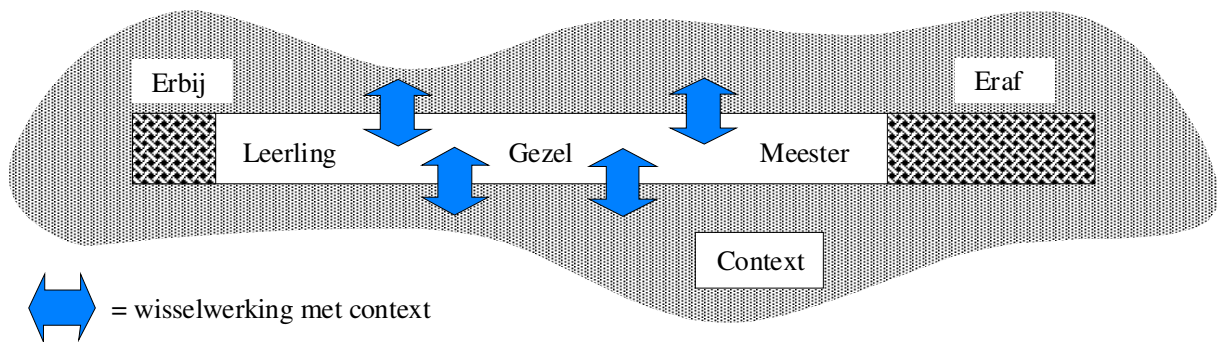 Erbij
Eraf
Leerling
Gezel
Meester
Context
= wisselwerking met context